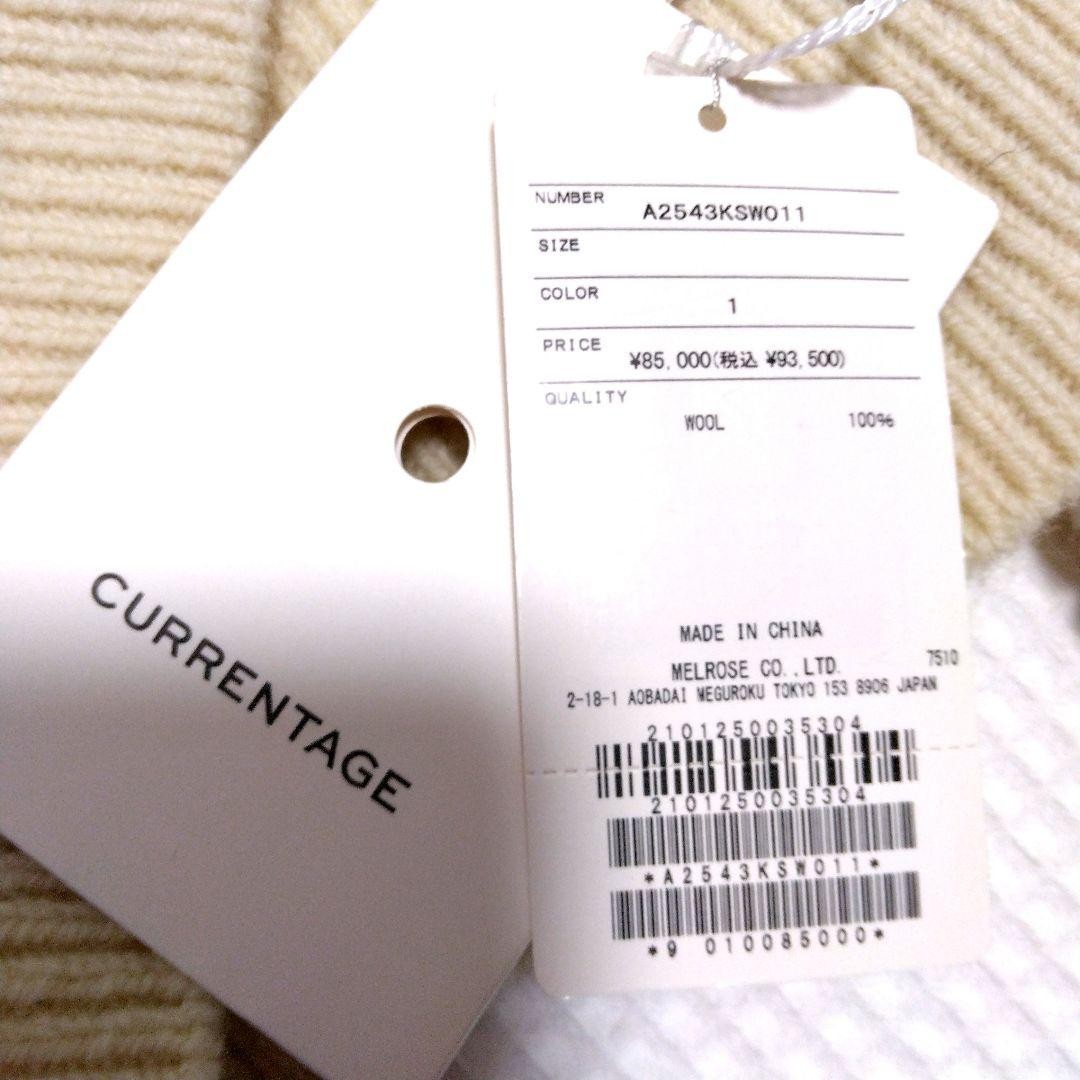 CURRENTAGE
NUMBER A2543KSW011
SIZE
COLOR 1
PRICE ¥85,000(税込 ¥93,500)
QUALITY
WOOL 100%
MADE IN CHINA
MELROSE CO.,LTD. 7510
2-18-1 AOBADAI MEGUROKU TOKYO 153 8906 JAPAN
2101250035304
2101250035304
*A2543KSW011*
*9 010085000*